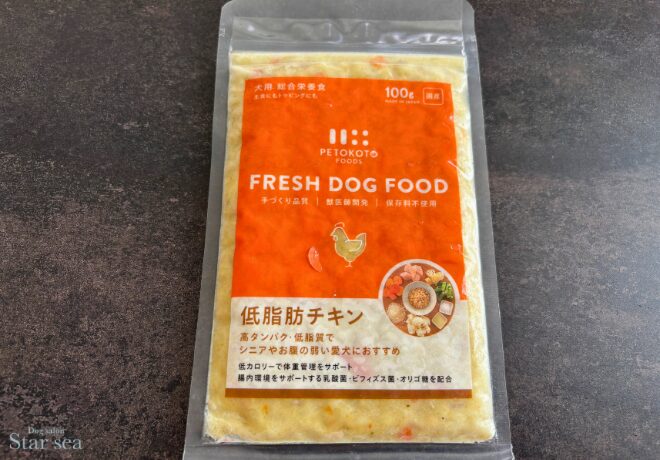 犬用 総合栄養食
主食にもトッピングにも
100g
MADE IN JAPAN
国産
PETOKOTO
FOODS
FRESH DOG FOOD
手づくり品質 | 獣医師開発 | 保存料不使用
低脂肪チキン
高タンパク・低脂質で
シニアやお腹の弱い愛犬におすすめ
低カロリーで体重管理をサポート
腸内環境をサポートする乳酸菌・ビフィズス菌・オリゴ糖を配合
Dog salon
Star sea